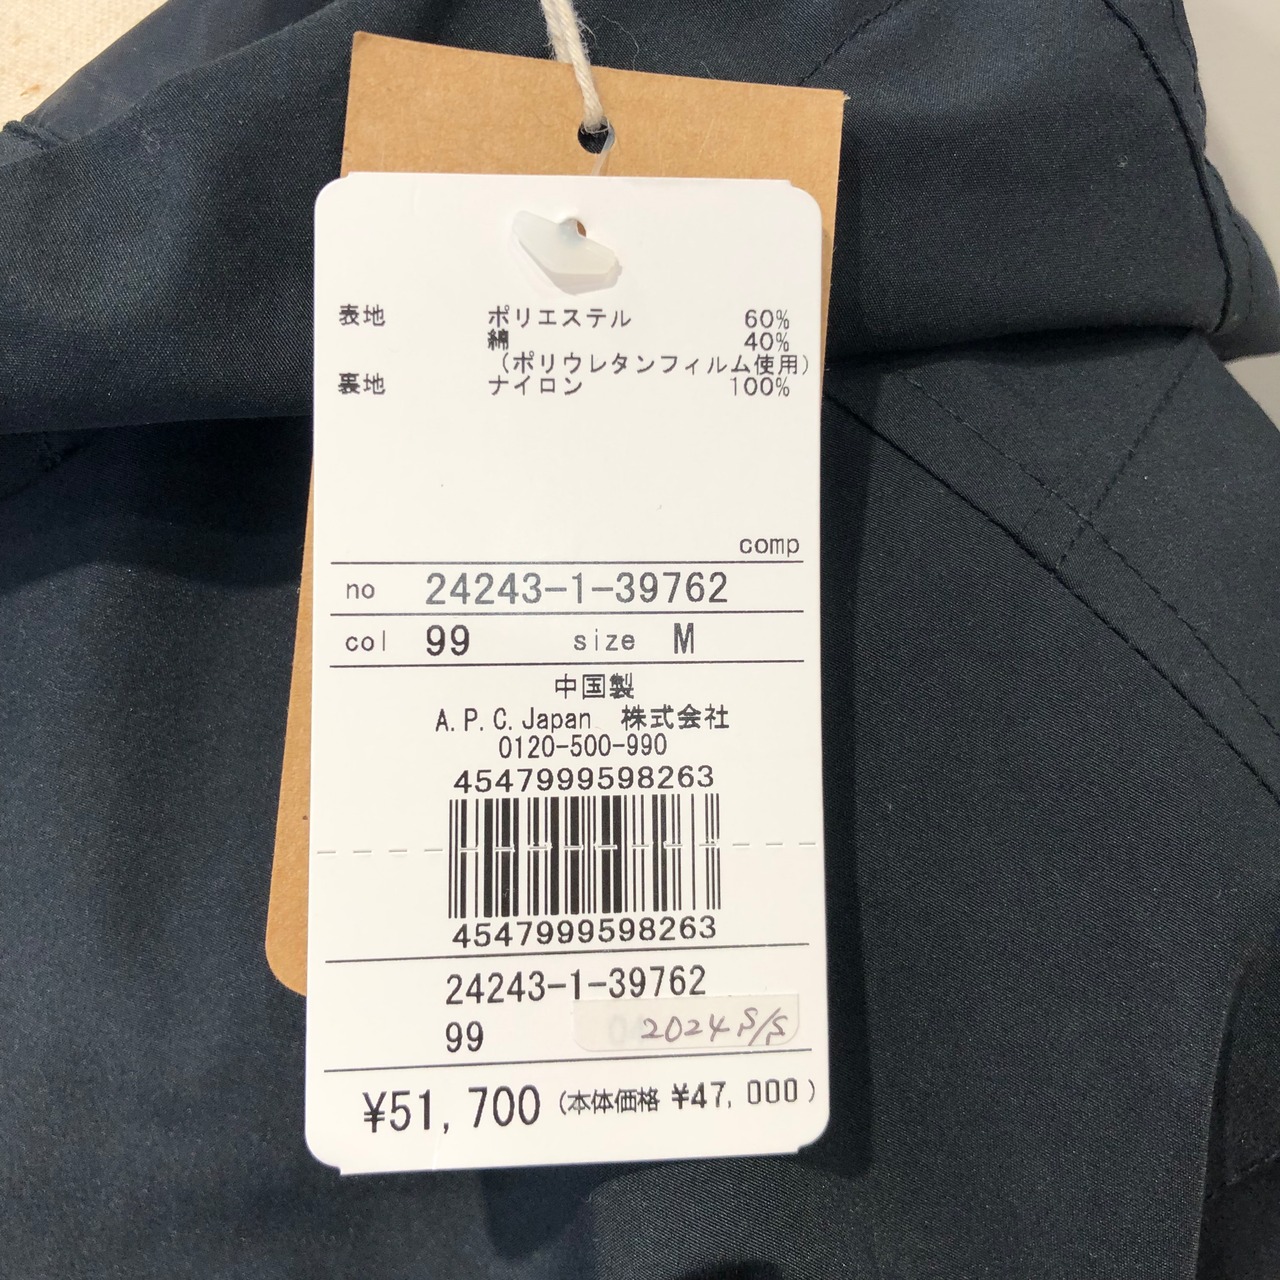 表地 ポリエステル 60%
綿 40%
(ポリウレタンフィルム使用)
裏地 ナイロン 100%
comp
no 24243-1-39762
col 99 size M
中国製
A.P.C.Japan 株式会社
0120-500-990
4547999598263
4547999598263
24243-1-39762
99 2024 S/S
¥51,700 (本体価格 ¥47,000)